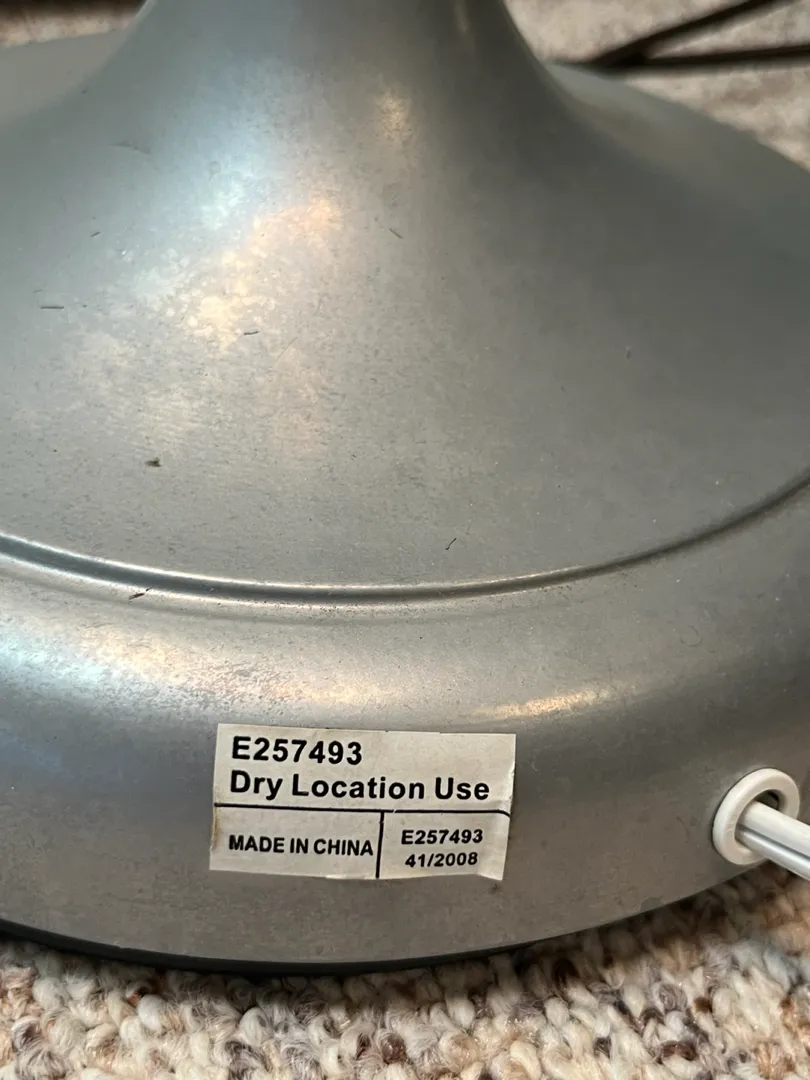 E257493
Dry Location Use
MADE IN CHINA
E257493
41/2008